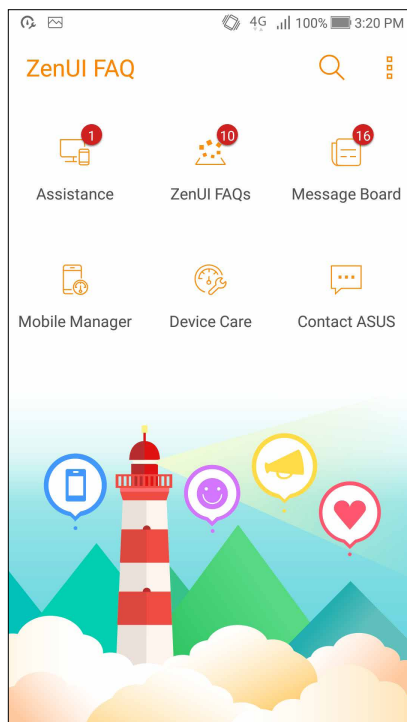 4G 100% 3:20 PM
ZenUI FAQ
1 10 16
Assistance ZenUI FAQs Message Board
Mobile Manager Device Care Contact ASUS